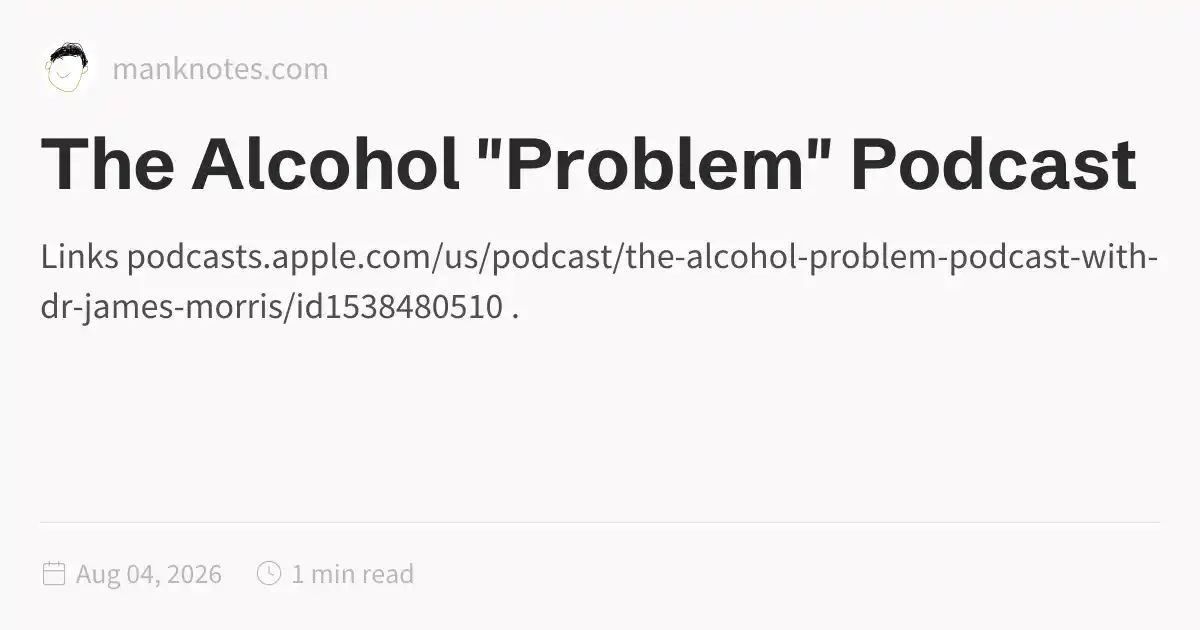 manknotes.com
The Alcohol "Problem" Podcast
Links podcasts.apple.com/us/podcast/the-alcohol-problem-podcast-with-
dr-james-morris/id1538480510 .
Aug 04, 2026 1 min read